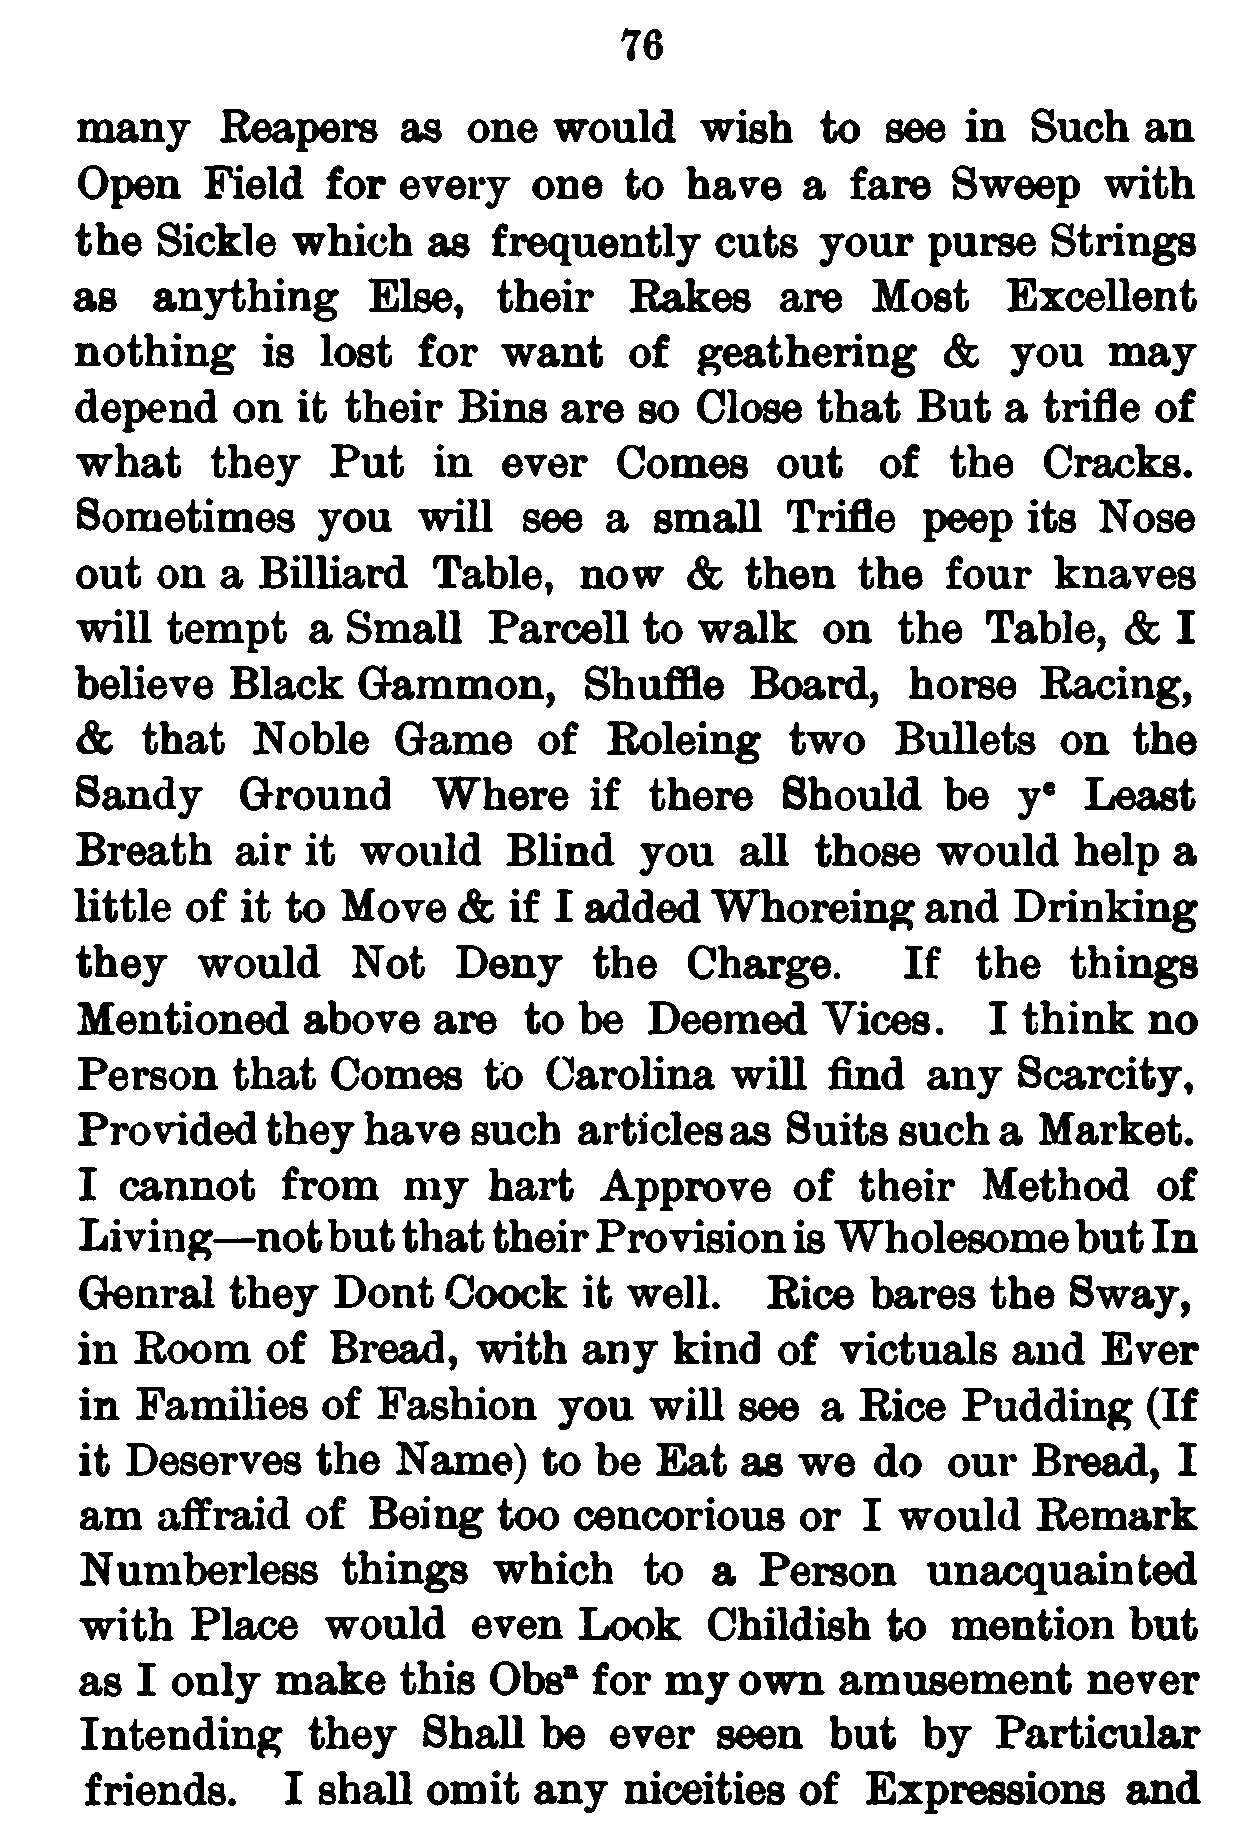 76
many Reapers as one would wish to see in Such an
Open Field for every one to have a fare Sweep with
the Sickle which as frequently cuts your purse Strings
as anything Else, their Rakes are Most Excellent
nothing is lost for want of geathering & you may
depend on it their Bins are so Close that But a trifle of
what they Put in ever Comes out of the Cracks.
Sometimes you will see a small Trifle peep its Nose
out on a Billiard Table, now & then the four knaves
will tempt a Small Parcell to walk on the Table, & I
believe Black Gammon, Shuffle Board, horse Racing,
& that Noble Game of Roleing two Bullets on the
Sandy Ground Where if there Should be yᵉ Least
Breath air it would Blind you all those would help a
little of it to Move & if I added Whoreing and Drinking
they would Not Deny the Charge. If the things
Mentioned above are to be Deemed Vices. I think no
Person that Comes to Carolina will find any Scarcity,
Provided they have such articles as Suits such a Market.
I cannot from my hart Approve of their Method of
Living—not but that their Provision is Wholesome but In
Genral they Dont Coock it well. Rice bares the Sway,
in Room of Bread, with any kind of victuals and Ever
in Families of Fashion you will see a Rice Pudding (If
it Deserves the Name) to be Eat as we do our Bread, I
am affraid of Being too cencorious or I would Remark
Numberless things which to a Person unacquainted
with Place would even Look Childish to mention but
as I only make this Obsⁿ for my own amusement never
Intending they Shall be ever seen but by Particular
friends. I shall omit any niceities of Expressions and